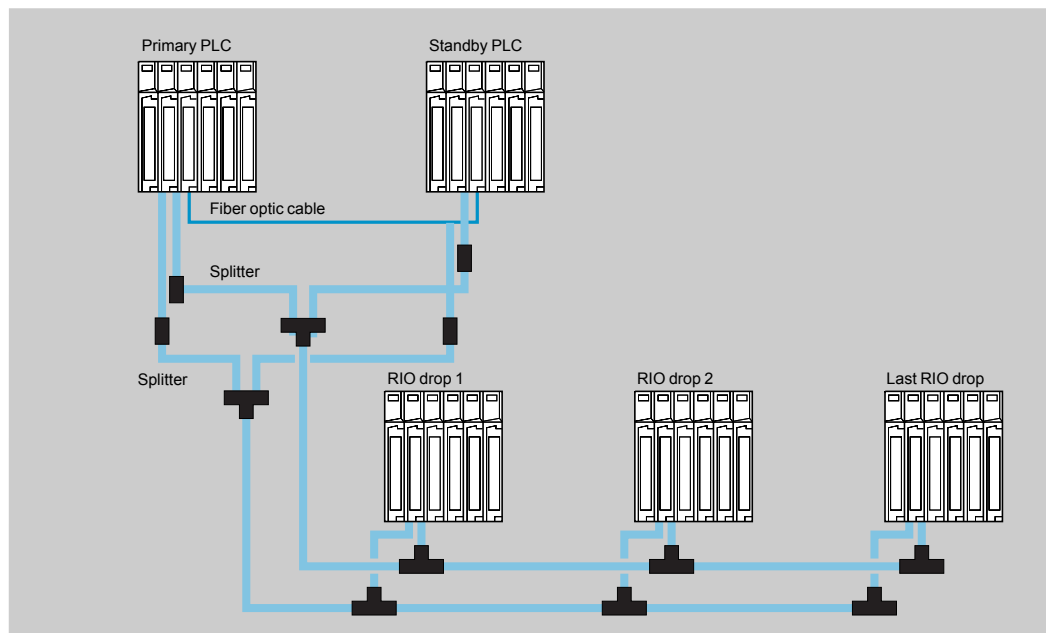 Primary PLC
Standby PLC
Fiber optic cable
Splitter
Splitter
RIO drop 1
RIO drop 2
Last RIO drop